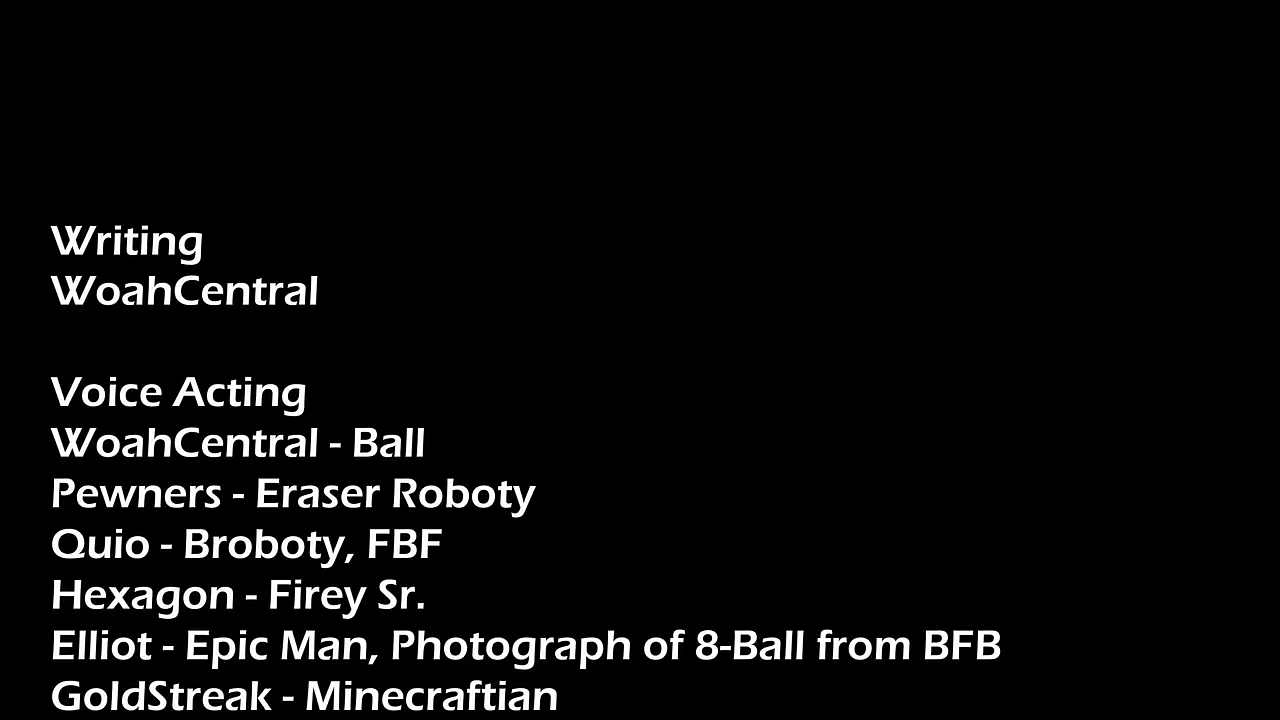 Writing
WoahCentral
Voice Acting
WoahCentral - Ball
Pewners - Eraser Roboty
Quio - Broboty, FBF
Hexagon - Firey Sr.
Elliot - Epic Man, Photograph of 8-Ball from BFB
GoldStreak - Minecraftian